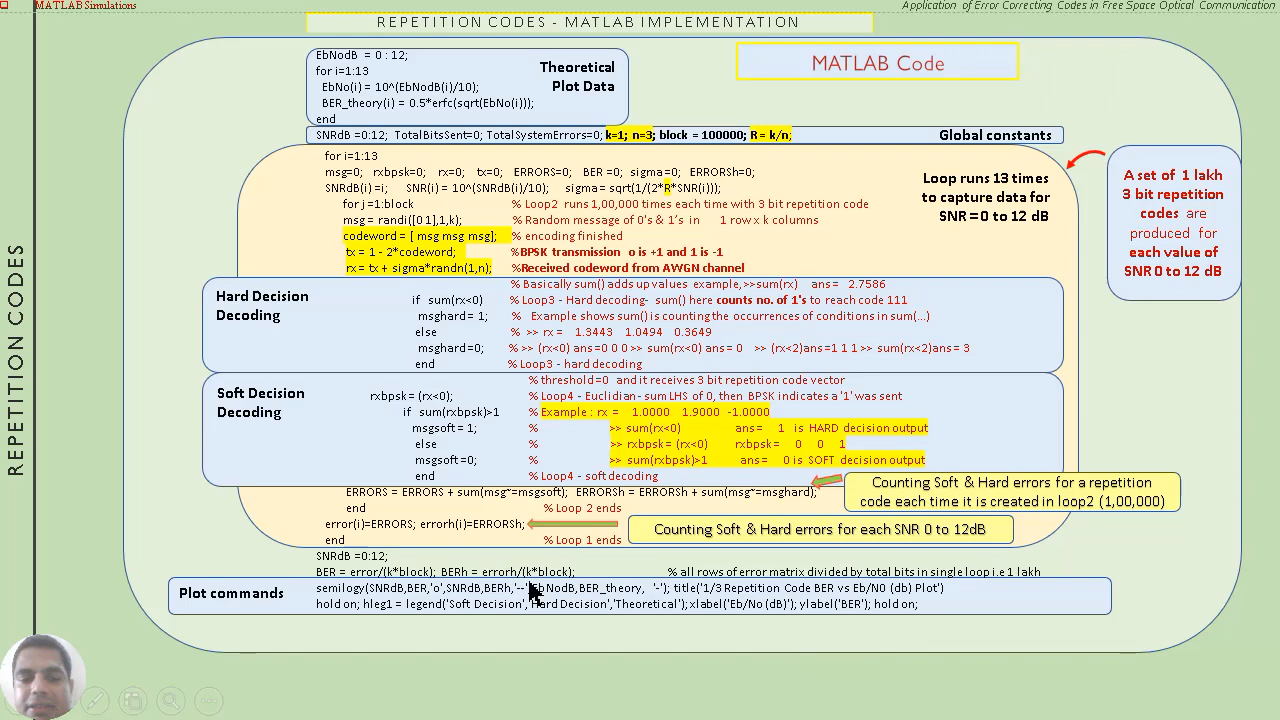 MATLAB Simulations
Application of Error Correcting Codes in Free Space Optical Communication
REPETITION CODES - MATLAB IMPLEMENTATION
REPETITION CODES
MATLAB Code
EbNodB = 0 : 12;
for i=1:13
EbNo(i) = 10^(EbNodB(i)/10);
BER_theory(i) = 0.5*erfc(sqrt(EbNo(i)));
end
Theoretical
Plot Data
SNRdB =0:12; TotalBitsSent=0; TotalSystemErrors=0; k=1; n=3; block = 100000; R = k/n;
Global constants
for i=1:13
msg=0, rxbpsk=0, rx=0; tx=0, ERRORS=0; BER =0; sigma=0, ERRORSh=0;
SNRdB(i)=i; SNR(i) = 10^(SNRdB(i)/10); sigma= sqrt(1/(2*R*SNR(i)));
for j=1:block % Loop2 runs 1,00,000 times each time with 3 bit repetition code
msg = randi([0 1],1,k); % Random message of 0's & 1's in 1 row x k columns
codeword = [ msg msg msg]; % encoding finished
tx = 1 - 2*codeword; %BPSK transmission o is +1 and 1 is -1
rx= tx + sigma*randn(1,n); %Received codeword from AWGN channel
Loop runs 13 times
to capture data for
SNR = 0 to 12 dB
A set of 1 lakh
3 bit repetition
codes are
produced for
each value of
SNR 0 to 12 dB
Hard Decision
Decoding
% Basically sum() adds up values example, >>sum(rx) ans= 2.7586
if sum(rx<0) % Loop3 - Hard decoding- sum() here counts no. of 1's to reach code 111
msghard= 1; % Example shows sum() is counting the occurrences of conditions in sum(...)
else % >> rx = 1.3443 1.0494 0.3649
msghard=0; % >> (rx<0) ans=0 0 0 >> sum(rx<0) ans= 0 >> (rx<2)ans=1 1 1 >> sum(rx<2)ans= 3
end % Loop3 - hard decoding
Soft Decision
Decoding
% threshold=0 and it receives 3 bit repetition code vector
rxbpsk= (rx<0); % Loop4 - Euclidian - sum LHS of 0, then BPSK indicates a '1' was sent
if sum(rxbpsk)>1 % Example : rx = 1.0000 1.9000 -1.0000
msgsoft= 1; % >> sum(rx<0) ans= 1 is HARD decision output
else % >> rxbpsk= (rx<0) rxbpsk= 0 0 1
msgsoft=0; % >> sum(rxbpsk)>1 ans= 0 is SOFT decision output
end % Loop4 - soft decoding
ERRORS = ERRORS + sum(msg~=msgsoft), ERRORSh = ERRORSh + sum(msg~=msghard);
end % Loop 2 ends
error(i)=ERRORS; errorh(i)=ERRORSh;
end % Loop 1 ends
Counting Soft & Hard errors for a repetition
code each time it is created in loop2 (1,00,000)
Counting Soft & Hard errors for each SNR 0 to 12dB
SNRdB =0:12;
BER = error/(k*block); BERh = errorh/(k*block); % all rows of error matrix divided by total bits in single loop i.e 1 lakh
Plot commands
semilogy(SNRdB,BER,'o',SNRdB,BERh,'--',EbNodB,BER_theory, '-'); title('1/3 Repetition Code BER vs Eb/N0 (db) Plot')
hold on; hleg1 = legend('Soft Decision','Hard Decision','Theoretical'); xlabel('Eb/No (dB)'); ylabel('BER'); hold on;